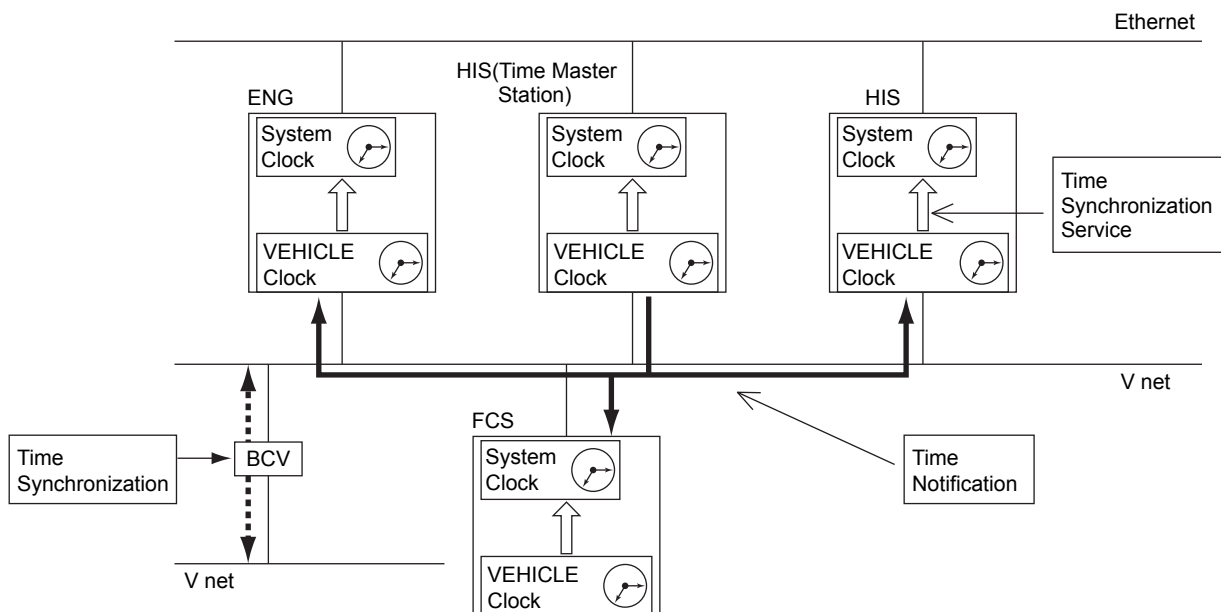 Ethernet
HIS(Time Master
Station)
ENG
HIS
System
Clock
System
Clock
System
Clock
Time
Synchronization
Service
VEHICLE
Clock
VEHICLE
Clock
VEHICLE
Clock
V net
FCS
Time
Synchronization
BCV
System
Clock
Time
Notification
V net
VEHICLE
Clock